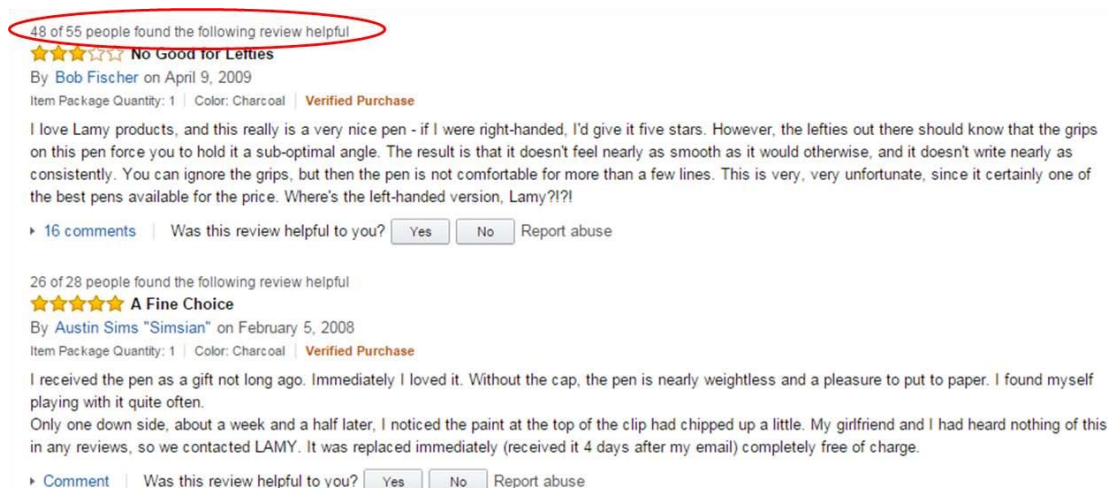 48 of 55 people found the following review helpful
No Good for Lefties
By Bob Fischer on April 9, 2009
Item Package Quantity: 1 | Color: Charcoal | Verified Purchase
I love Lamy products, and this really is a very nice pen - if I were right-handed, I'd give it five stars. However, the lefties out there should know that the grips
on this pen force you to hold it a sub-optimal angle. The result is that it doesn't feel nearly as smooth as it would otherwise, and it doesn't write nearly as
consistently. You can ignore the grips, but then the pen is not comfortable for more than a few lines. This is very, very unfortunate, since it certainly one of
the best pens available for the price. Where's the left-handed version, Lamy?!?!
16 comments | Was this review helpful to you? Yes No Report abuse
26 of 28 people found the following review helpful
A Fine Choice
By Austin Sims "Simsian" on February 5, 2008
Item Package Quantity: 1 | Color: Charcoal | Verified Purchase
I received the pen as a gift not long ago. Immediately I loved it. Without the cap, the pen is nearly weightless and a pleasure to put to paper. I found myself
playing with it quite often.
Only one down side, about a week and a half later, I noticed the paint at the top of the clip had chipped up a little. My girlfriend and I had heard nothing of this
in any reviews, so we contacted LAMY. It was replaced immediately (received it 4 days after my email) completely free of charge.
Comment | Was this review helpful to you? Yes No Report abuse